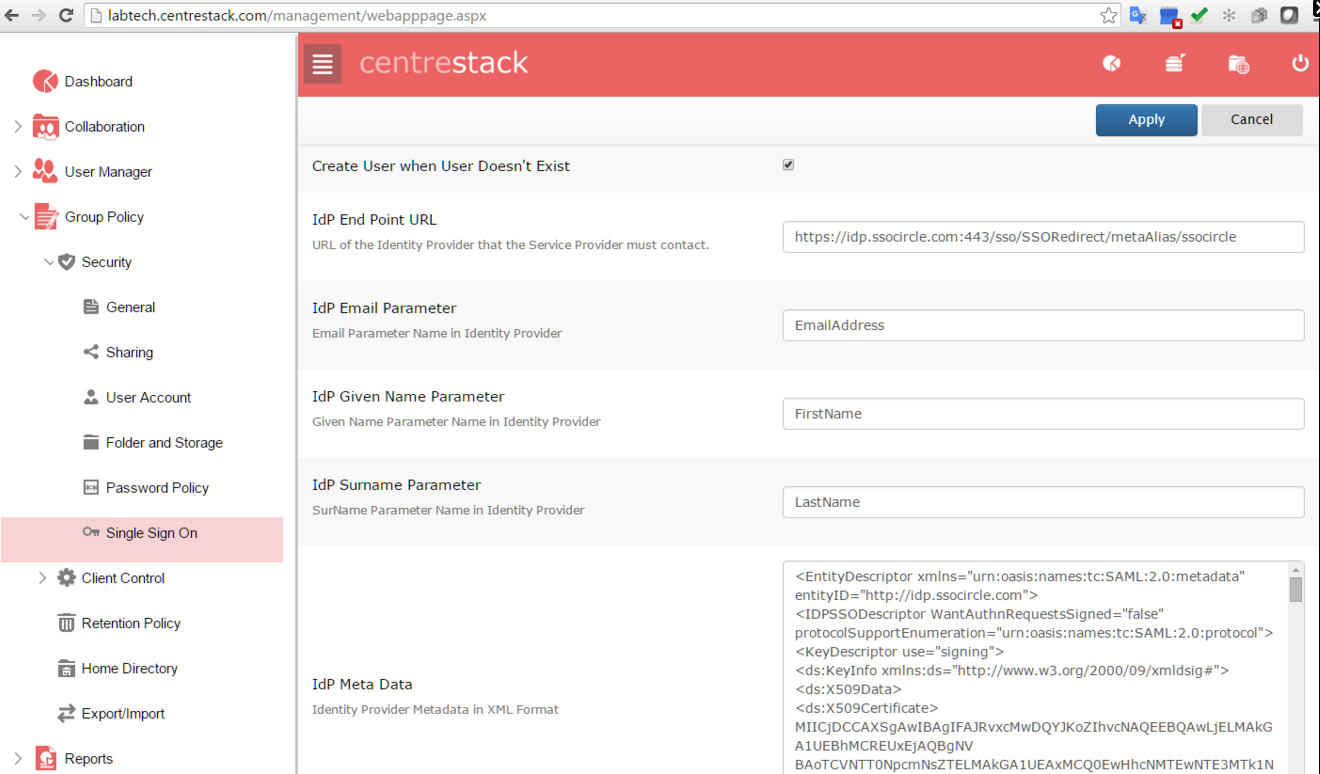 labtech.centrestack.com/management/webapppage.aspx
Dashboard
Collaboration
User Manager
Group Policy
Security
General
Sharing
User Account
Folder and Storage
Password Policy
Single Sign On
Client Control
Retention Policy
Home Directory
Export/Import
Reports
centrestack
Apply
Cancel
Create User when User Doesn't Exist
IdP End Point URL
URL of the Identity Provider that the Service Provider must contact.
https://idp.ssocircle.com:443/sso/SSORedirect/metaAlias/ssocircle
IdP Email Parameter
Email Parameter Name in Identity Provider
EmailAddress
IdP Given Name Parameter
Given Name Parameter Name in Identity Provider
FirstName
IdP Surname Parameter
SurName Parameter Name in Identity Provider
LastName
IdP Meta Data
Identity Provider Metadata in XML Format
<EntityDescriptor xmlns="urn:oasis:names:tc:SAML:2.0:metadata"
entityID="http://idp.ssocircle.com">
<IDPSSODescriptor WantAuthnRequestsSigned="false"
protocolSupportEnumeration="urn:oasis:names:tc:SAML:2.0:protocol">
<KeyDescriptor use="signing">
<ds:KeyInfo xmlns:ds="http://www.w3.org/2000/09/xmldsig#">
<ds:X509Data>
<ds:X509Certificate>
MIICjDCCAXSgAwIBAgIFAJRvxcMwDQYJKoZIhvcNAQEEBQAwLjELMAkG
A1UEBhMCREUxEjAQBgNV
BAoTCVNTT0NpcmNsZTELMAkGA1UEAxMCQ0EwHhcNMTEwNTE3MTk1N